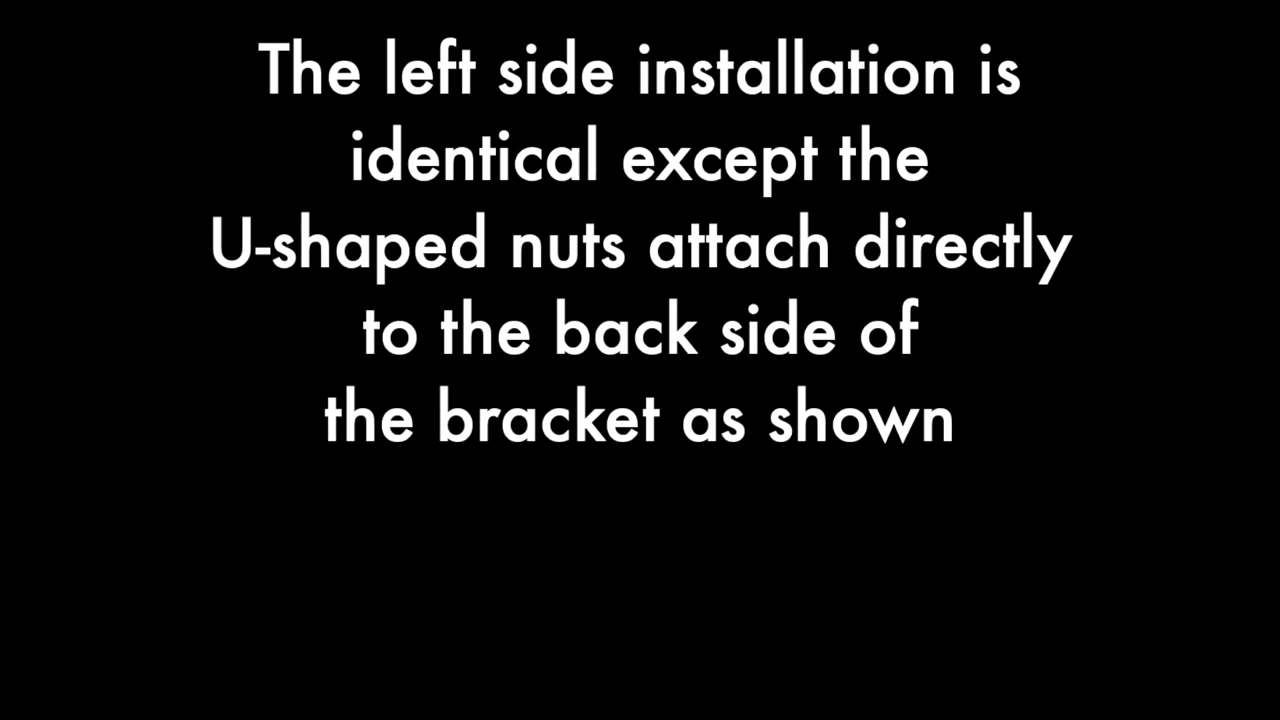 The left side installation is
identical except the
U-shaped nuts attach directly
to the back side of
the bracket as shown